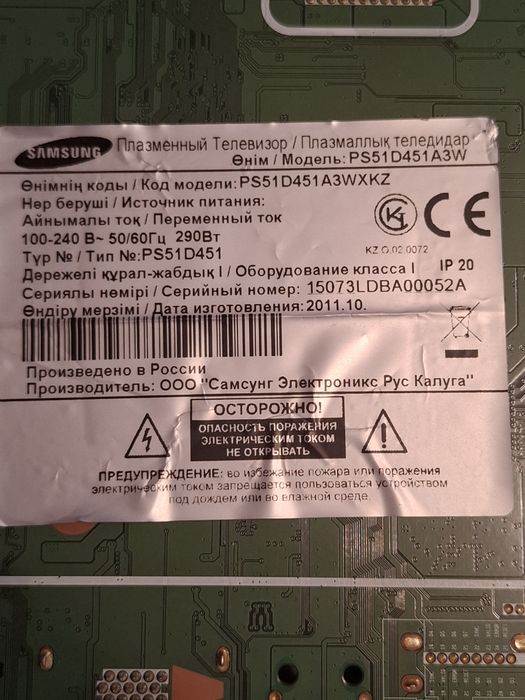 SAMSUNG
Плазменный Телевизор / Плазмаллық теледидар
Өнім / Модель: PS51D451A3W
Өнімнің коды / Код модели: PS51D451A3WXKZ
Нәр беруші / Источник питания:
Айнымалы ток / Переменный ток
100-240 В~ 50/60Гц 290Вт
KZ.O.02.0072
Түр № / Тип №: PS51D451
Дәрежелі құрал-жабдық I / Оборудование класса I IP 20
Сериялы нөмірі / Серийный номер: 15073LDBA00052A
Өндіру мерзімі / Дата изготовления: 2011.10.
Произведено в России
Производитель: ООО "Самсунг Электроникс Рус Калуга"
ОСТОРОЖНО!
ОПАСНОСТЬ ПОРАЖЕНИЯ
ЭЛЕКТРИЧЕСКИМ ТОКОМ
НЕ ОТКРЫВАТЬ
ПРЕДУПРЕЖДЕНИЕ: во избежание пожара или поражения
электрическим током запрещается пользоваться устройством
под дождем или во влажной среде.